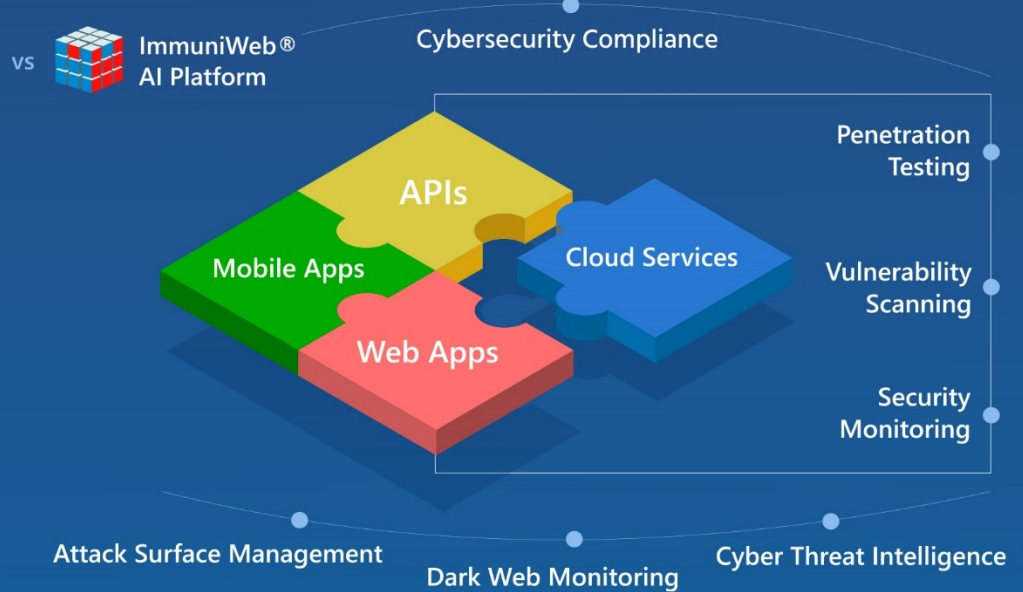 vs
ImmuniWeb®
AI Platform
Cybersecurity Compliance
Penetration
Testing
APIs
Mobile Apps
Cloud Services
Vulnerability
Scanning
Web Apps
Security
Monitoring
Attack Surface Management
Dark Web Monitoring
Cyber Threat Intelligence